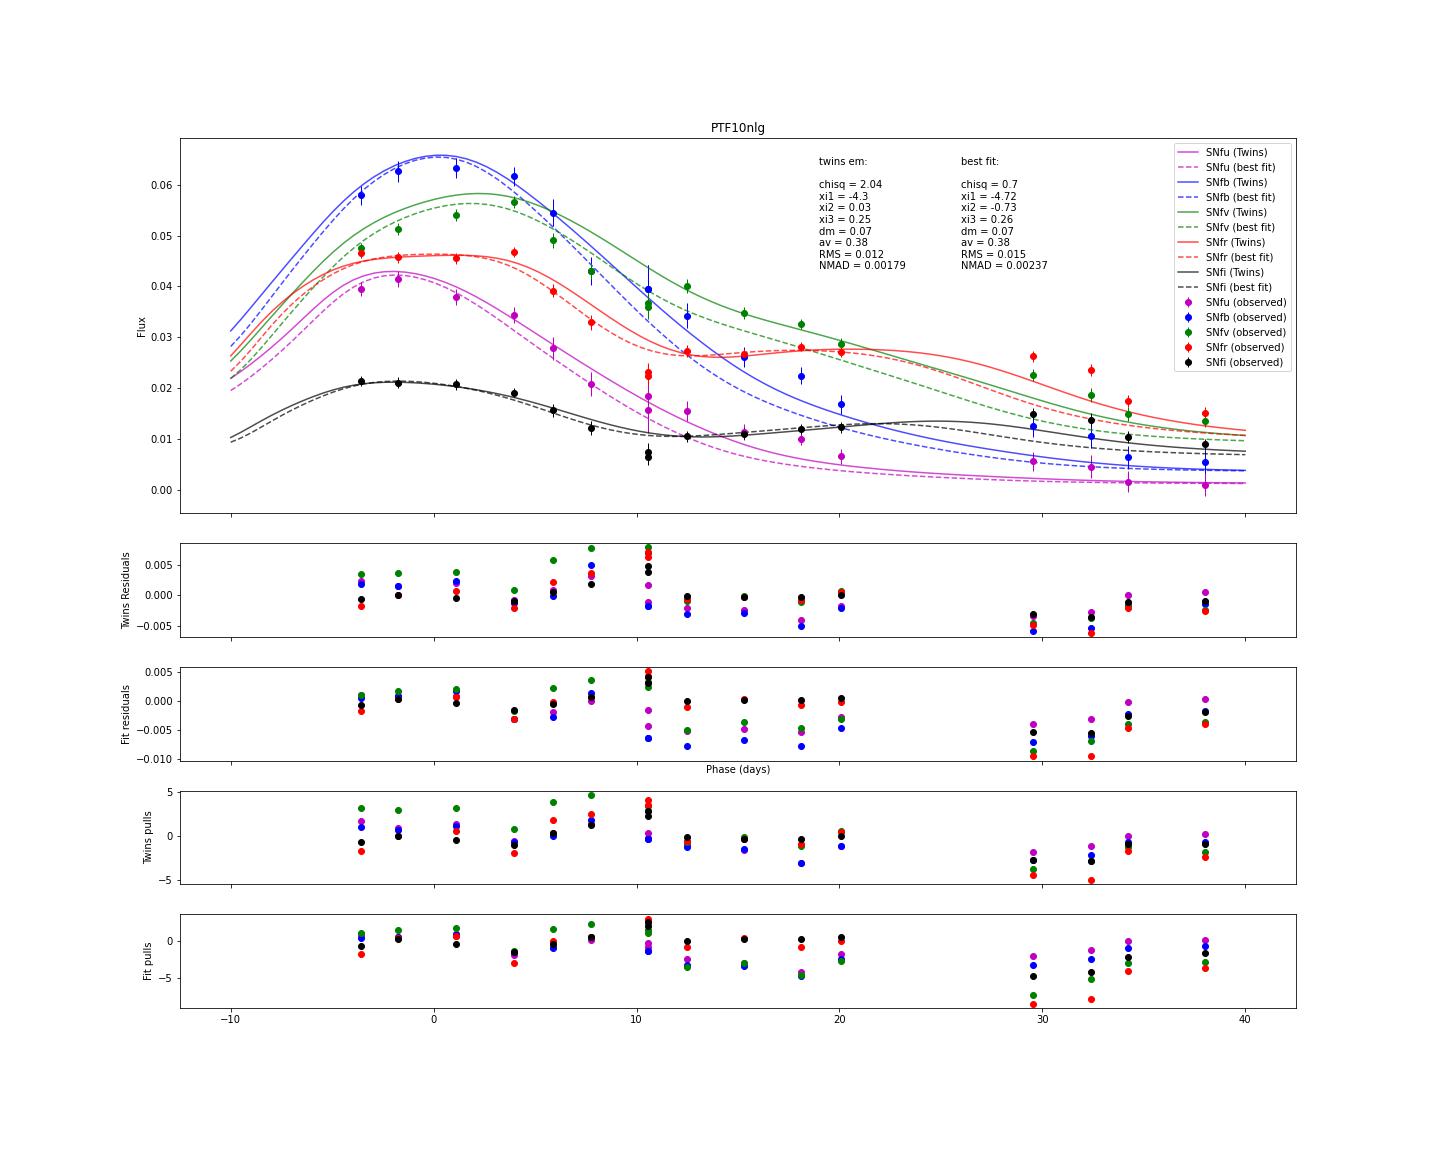 PTF10nlg
Flux
0.06
0.05
0.04
0.03
0.02
0.01
0.00
twins em:
chisq = 2.04
xi1 = -4.3
xi2 = 0.03
xi3 = 0.25
dm = 0.07
av = 0.38
RMS = 0.012
NMAD = 0.00179
best fit:
chisq = 0.7
xi1 = -4.72
xi2 = -0.73
xi3 = 0.26
dm = 0.07
av = 0.38
RMS = 0.015
NMAD = 0.00237
SNfu (Twins)
SNfu (best fit)
SNfb (Twins)
SNfb (best fit)
SNfv (Twins)
SNfv (best fit)
SNfr (Twins)
SNfr (best fit)
SNfi (Twins)
SNfi (best fit)
SNfu (observed)
SNfb (observed)
SNfv (observed)
SNfr (observed)
SNfi (observed)
Twins Residuals
0.005
0.000
−0.005
Fit residuals
0.005
0.000
−0.005
−0.010
Phase (days)
Twins pulls
5
0
−5
Fit pulls
0
−5
−10
0
10
20
30
40